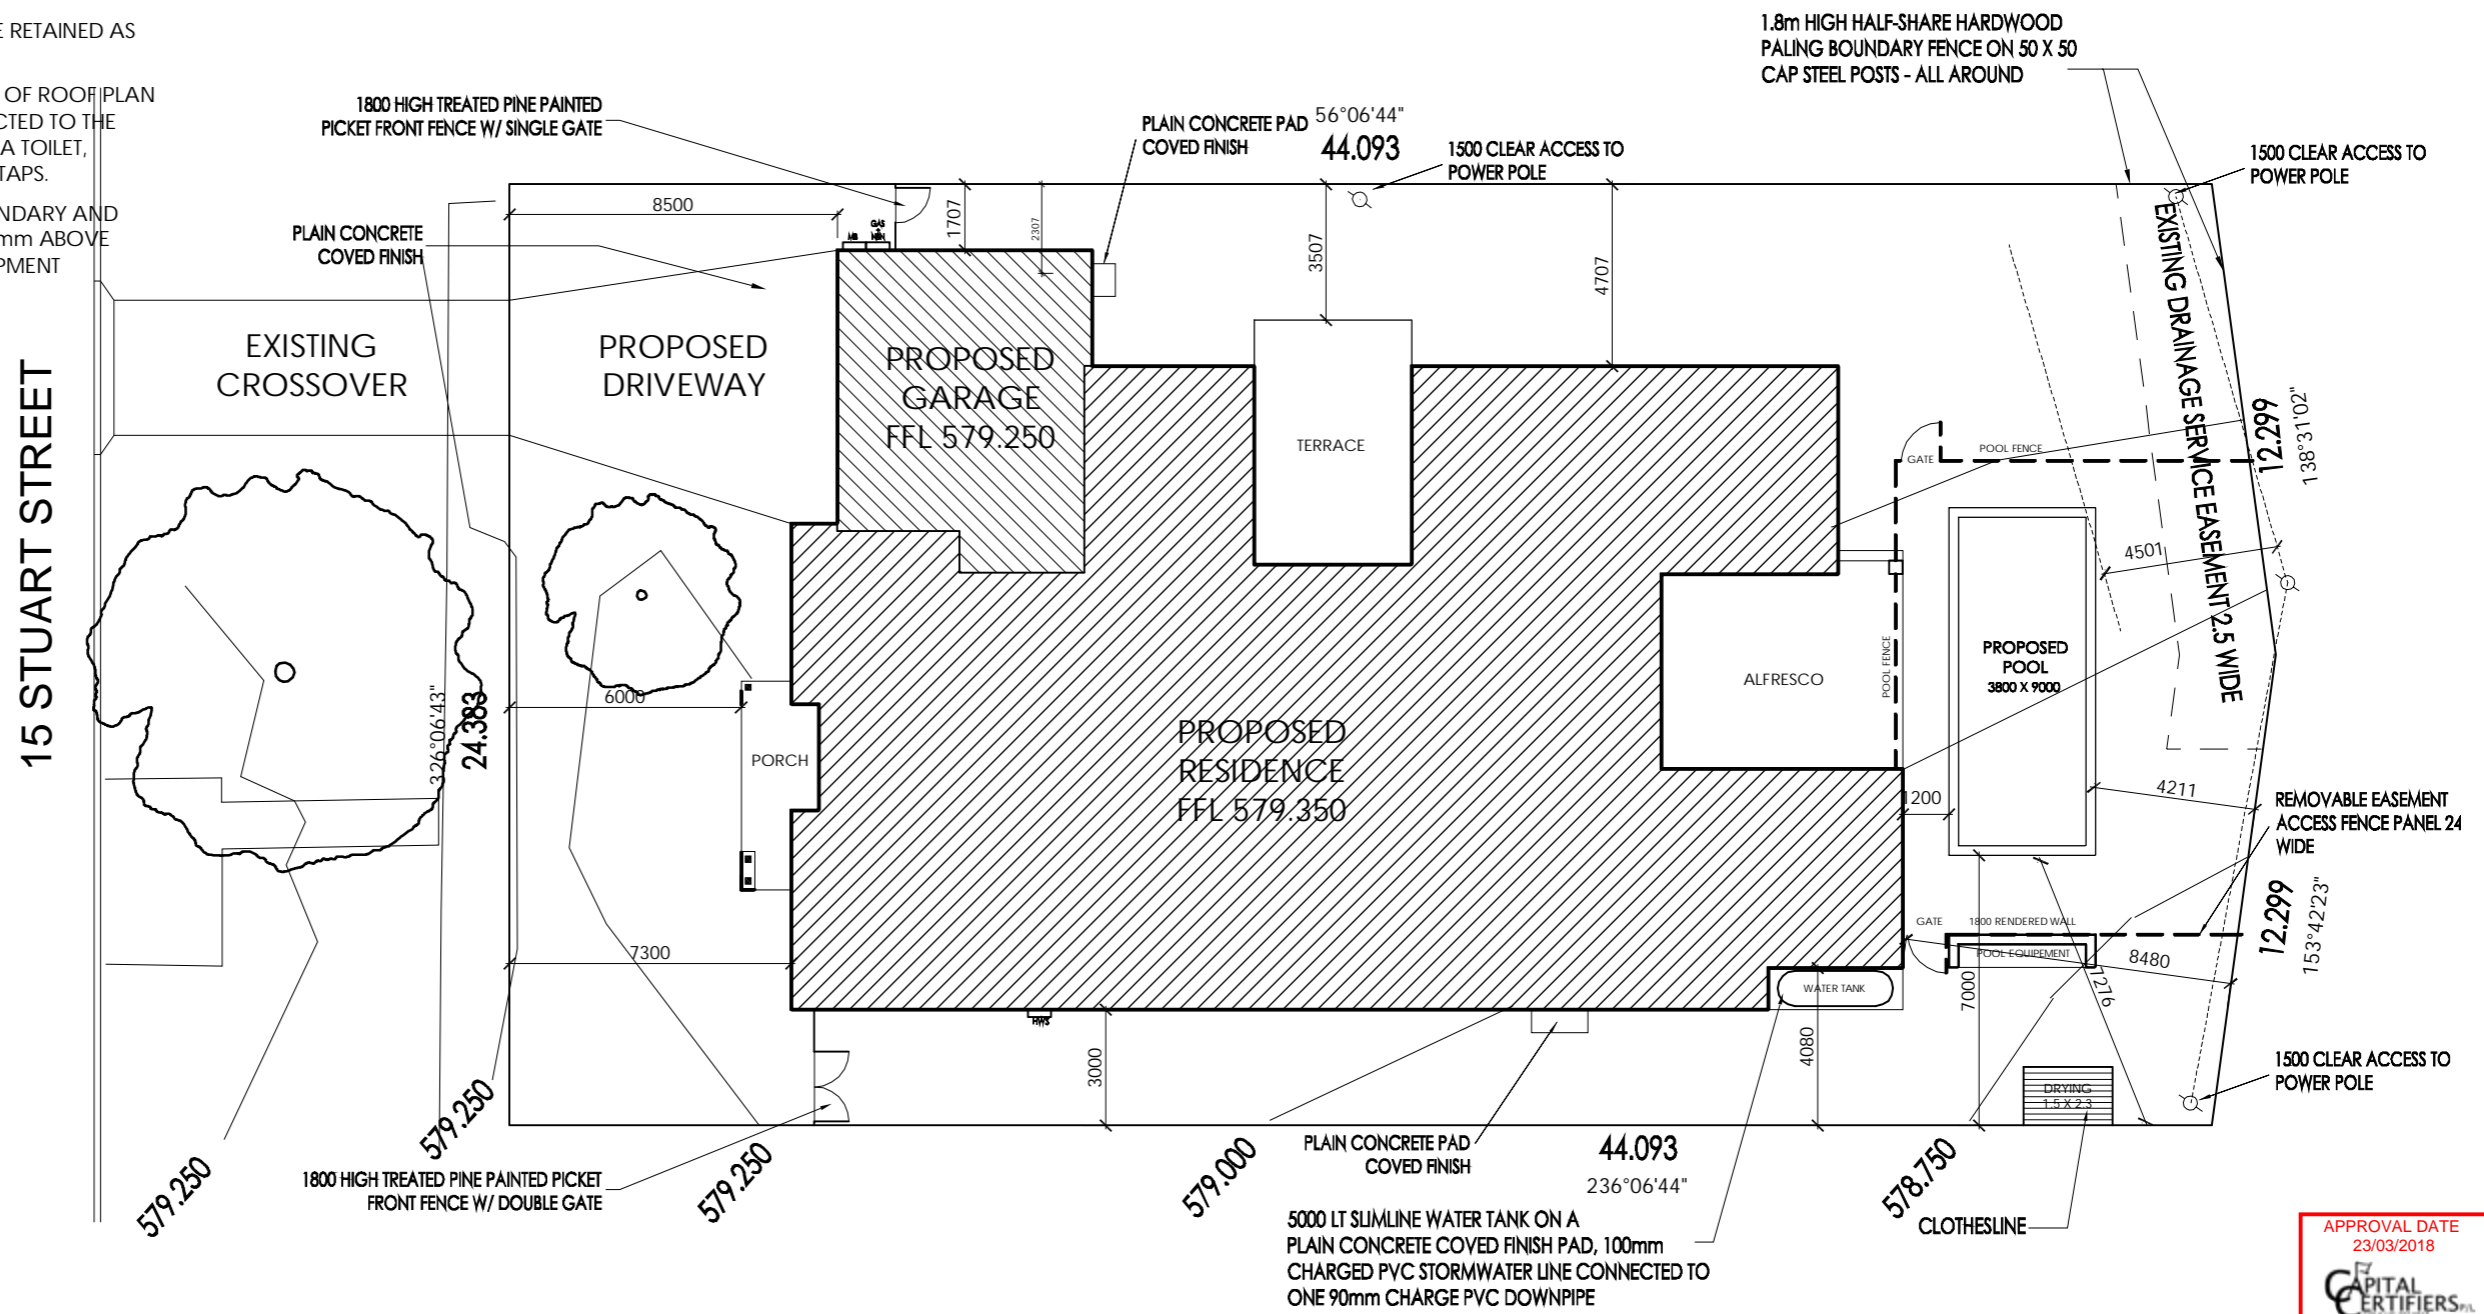 E RETAINED AS
OF ROOF PLAN
CTED TO THE
A TOILET,
TAPS.
NDARY AND
mm ABOVE
PMENT
1800 HIGH TREATED PINE PAINTED
PICKET FRONT FENCE W/ SINGLE GATE
PLAIN CONCRETE
COVED FINISH
PLAIN CONCRETE PAD
COVED FINISH
56°06'44"
44.093
1500 CLEAR ACCESS TO
POWER POLE
1.8m HIGH HALF-SHARE HARDWOOD
PALING BOUNDARY FENCE ON 50 X 50
CAP STEEL POSTS - ALL AROUND
1500 CLEAR ACCESS TO
POWER POLE
8500
1707
2307
3507
4707
MB
GAS
EXISTING
CROSSOVER
PROPOSED
DRIVEWAY
PROPOSED
GARAGE
FFL 579.250
TERRACE
15 STUART STREET
EXISTING DRAINAGE SERVICE EASEMENT 2.5 WIDE
GATE
POOL FENCE
12.299
138°31'02"
4501
PROPOSED
POOL
3800 X 9000
POOL FENCE
ALFRESCO
326°06'43"
24.383
6000
PORCH
PROPOSED
RESIDENCE
FFL 579.350
1200
4211
REMOVABLE EASEMENT
ACCESS FENCE PANEL 24
WIDE
12.299
153°42'23"
GATE
1800 RENDERED WALL
POOL EQUIPEMENT
8480
7300
WATER TANK
7000
7276
HWS
3000
4080
DRYING
1.5 X 2.3
1500 CLEAR ACCESS TO
POWER POLE
579.250
579.250
579.250
579.000
578.750
1800 HIGH TREATED PINE PAINTED PICKET
FRONT FENCE W/ DOUBLE GATE
PLAIN CONCRETE PAD
COVED FINISH
44.093
236°06'44"
5000 LT SLIMLINE WATER TANK ON A
PLAIN CONCRETE COVED FINISH PAD, 100mm
CHARGED PVC STORMWATER LINE CONNECTED TO
ONE 90mm CHARGE PVC DOWNPIPE
CLOTHESLINE
APPROVAL DATE
23/03/2018
CAPITAL
CERTIFIERS P/L